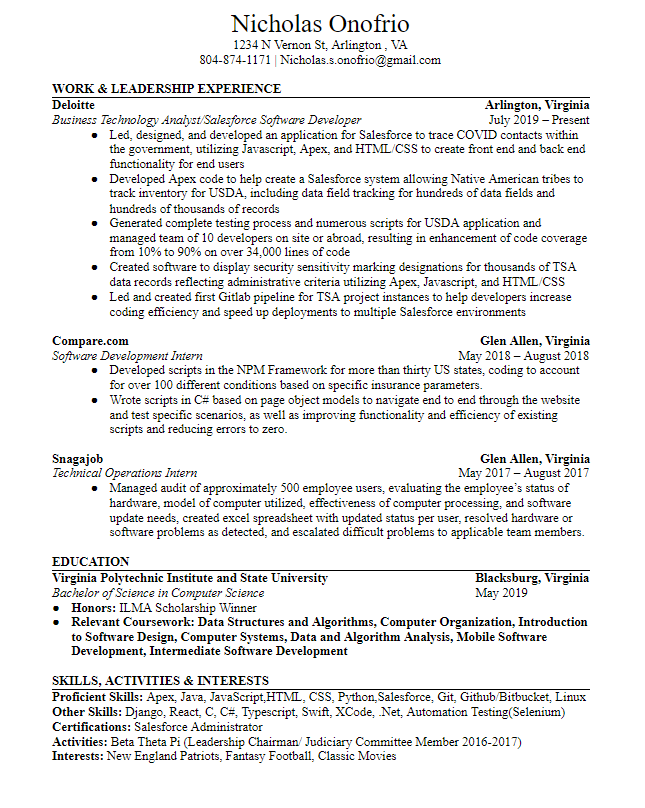 Nicholas Onofrio
1234 N Vernon St, Arlington , VA
804-874-1171 | Nicholas.s.onofrio@gmail.com
WORK & LEADERSHIP EXPERIENCE
Deloitte Arlington, Virginia
Business Technology Analyst/Salesforce Software Developer July 2019 – Present
● Led, designed, and developed an application for Salesforce to trace COVID contacts within
the government, utilizing Javascript, Apex, and HTML/CSS to create front end and back end
functionality for end users
● Developed Apex code to help create a Salesforce system allowing Native American tribes to
track inventory for USDA, including data field tracking for hundreds of data fields and
hundreds of thousands of records
● Generated complete testing process and numerous scripts for USDA application and
managed team of 10 developers on site or abroad, resulting in enhancement of code coverage
from 10% to 90% on over 34,000 lines of code
● Created software to display security sensitivity marking designations for thousands of TSA
data records reflecting administrative criteria utilizing Apex, Javascript, and HTML/CSS
● Led and created first Gitlab pipeline for TSA project instances to help developers increase
coding efficiency and speed up deployments to multiple Salesforce environments
Compare.com Glen Allen, Virginia
Software Development Intern May 2018 – August 2018
● Developed scripts in the NPM Framework for more than thirty US states, coding to account
for over 100 different conditions based on specific insurance parameters.
● Wrote scripts in C# based on page object models to navigate end to end through the website
and test specific scenarios, as well as improving functionality and efficiency of existing
scripts and reducing errors to zero.
Snagajob Glen Allen, Virginia
Technical Operations Intern May 2017 – August 2017
● Managed audit of approximately 500 employee users, evaluating the employee’s status of
hardware, model of computer utilized, effectiveness of computer processing, and software
update needs, created excel spreadsheet with updated status per user, resolved hardware or
software problems as detected, and escalated difficult problems to applicable team members.
EDUCATION
Virginia Polytechnic Institute and State University Blacksburg, Virginia
Bachelor of Science in Computer Science May 2019
● Honors: ILMA Scholarship Winner
● Relevant Coursework: Data Structures and Algorithms, Computer Organization, Introduction
to Software Design, Computer Systems, Data and Algorithm Analysis, Mobile Software
Development, Intermediate Software Development
SKILLS, ACTIVITIES & INTERESTS
Proficient Skills: Apex, Java, JavaScript,HTML, CSS, Python,Salesforce, Git, Github/Bitbucket, Linux
Other Skills: Django, React, C, C#, Typescript, Swift, XCode, .Net, Automation Testing(Selenium)
Certifications: Salesforce Administrator
Activities: Beta Theta Pi (Leadership Chairman/ Judiciary Committee Member 2016-2017)
Interests: New England Patriots, Fantasy Football, Classic Movies